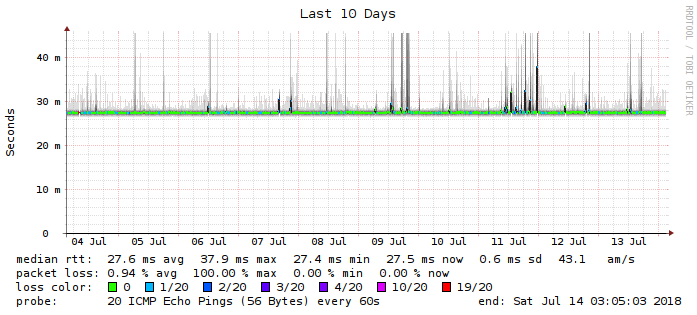 Last 10 Days
RRDTOOL / TOBI OETIKER
Seconds
40 m
30 m
20 m
10 m
0
04 Jul 05 Jul 06 Jul 07 Jul 08 Jul 09 Jul 10 Jul 11 Jul 12 Jul 13 Jul
median rtt: 27.6 ms avg 37.9 ms max 27.4 ms min 27.5 ms now 0.6 ms sd 43.1 am/s
packet loss: 0.94 % avg 100.00 % max 0.00 % min 0.00 % now
loss color: 0 1/20 2/20 3/20 4/20 10/20 19/20
probe: 20 ICMP Echo Pings (56 Bytes) every 60s end: Sat Jul 14 03:05:03 2018